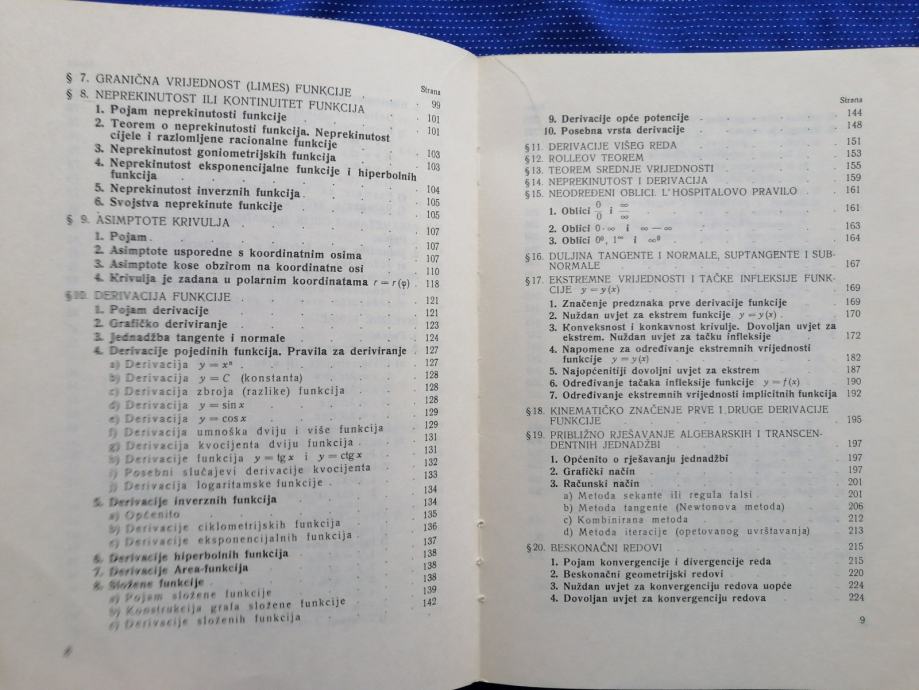 Strana
§ 7. GRANIČNA VRIJEDNOST (LIMES) FUNKCIJE . 99
§ 8. NEPREKINUTOST ILI KONTINUITET FUNKCIJA . 101
1. Pojam neprekinutosti funkcije . 101
2. Teorem o neprekinutosti funkcija. Neprekinutost
cijele i razlomljene racionalne funkcije . 103
3. Neprekinutost goniometrijskih funkcija . 103
4. Neprekinutost eksponencijalne funkcije i hiperbolnih
funkcija . 104
5. Neprekinutost inverznih funkcija . 105
6. Svojstva neprekinute funkcije . 105
§ 9. ASIMPTOTE KRIVULJA . 107
1. Pojam . 107
2. Asimptote usporedne s koordinatnim osima . 107
3. Asimptote kose obzirom na koordinatne osi . 110
4. Krivulja je zadana u polarnim koordinatama r = r(φ) . 118
§10. DERIVACIJA FUNKCIJE . 121
1. Pojam derivacije . 121
2. Grafičko deriviranje . 123
3. Jednadžba tangente i normale . 124
4. Derivacije pojedinih funkcija. Pravila za deriviranje . 127
a) Derivacija y = xⁿ . 127
b) Derivacija y = C (konstanta) . 128
c) Derivacija zbroja (razlike) funkcija . 128
d) Derivacija y = sin x . 128
e) Derivacija y = cos x . 129
f) Derivacija umnoška dviju i više funkcija . 129
g) Derivacija kvocijenta dviju funkcija . 131
h) Derivacije funkcija y = tg x i y = ctg x . 131
i) Posebni slučajevi derivacije kvocijenta . 132
j) Derivacija logaritamske funkcije . 133
5. Derivacije inverznih funkcija . 134
a) Općenito . 134
b) Derivacije ciklometrijskih funkcija . 135
c) Derivacije eksponencijalnih funkcija . 136
6. Derivacije hiperbolnih funkcija . 137
7. Derivacije Area-funkcija . 138
8. Složene funkcije . 138
a) Pojam složene funkcije . 138
b) Konstrukcija grafa složene funkcije . 139
c) Derivacije složenih funkcija . 142
8
Strana
9. Derivacije opće potencije . 144
10. Posebna vrsta derivacije . 148
§11. DERIVACIJE VIŠEG REDA . 151
§12. ROLLEOV TEOREM . 153
§13. TEOREM SREDNJE VRIJEDNOSTI . 155
§14. NEPREKINUTOST I DERIVACIJA . 159
§15. NEODREĐENI OBLICI. L'HOSPITALOVO PRAVILO . 161
1. Oblici 0/0 i ∞/∞ . 161
2. Oblici 0·∞ i ∞ — ∞ . 163
3. Oblici 0⁰, 1^∞ i ∞⁰ . 164
§16. DULJINA TANGENTE I NORMALE, SUPTANGENTE I SUB-
NORMALE . 167
§17. EKSTREMNE VRIJEDNOSTI I TAČKE INFLEKSIJE FUNK-
CIJE y = y(x) . 169
1. Značenje predznaka prve derivacije funkcije . 169
2. Nuždan uvjet za ekstrem funkcije y = y(x) . 170
3. Konveksnost i konkavnost krivulje. Dovoljan uvjet za
ekstrem. Nuždan uvjet za tačku infleksije . 172
4. Napomene za određivanje ekstremnih vrijednosti
funkcije y = y(x) . 182
5. Najopćenitiji dovoljni uvjet za ekstrem . 187
6. Određivanje tačaka infleksije funkcije y = f(x) . 190
7. Određivanje ekstremnih vrijednosti implicitnih funkcija 192
§18. KINEMATIČKO ZNAČENJE PRVE I DRUGE DERIVACIJE
FUNKCIJE . 195
§19. PRIBLIŽNO RJEŠAVANJE ALGEBARSKIH I TRANSCEN-
DENTNIH JEDNADŽBI . 197
1. Općenito o rješavanju jednadžbi . 197
2. Grafički način . 197
3. Računski način . 201
a) Metoda sekante ili regula falsi . 201
b) Metoda tangente (Newtonova metoda) . 206
c) Kombinirana metoda . 212
d) Metoda iteracije (opetovanog uvrštavanja) . 213
§20. BESKONAČNI REDOVI . 215
1. Pojam konvergencije i divergencije reda . 215
2. Beskonačni geometrijski redovi . 220
3. Nuždan uvjet za konvergenciju redova uopće . 224
4. Dovoljan uvjet za konvergenciju redova . 224
9